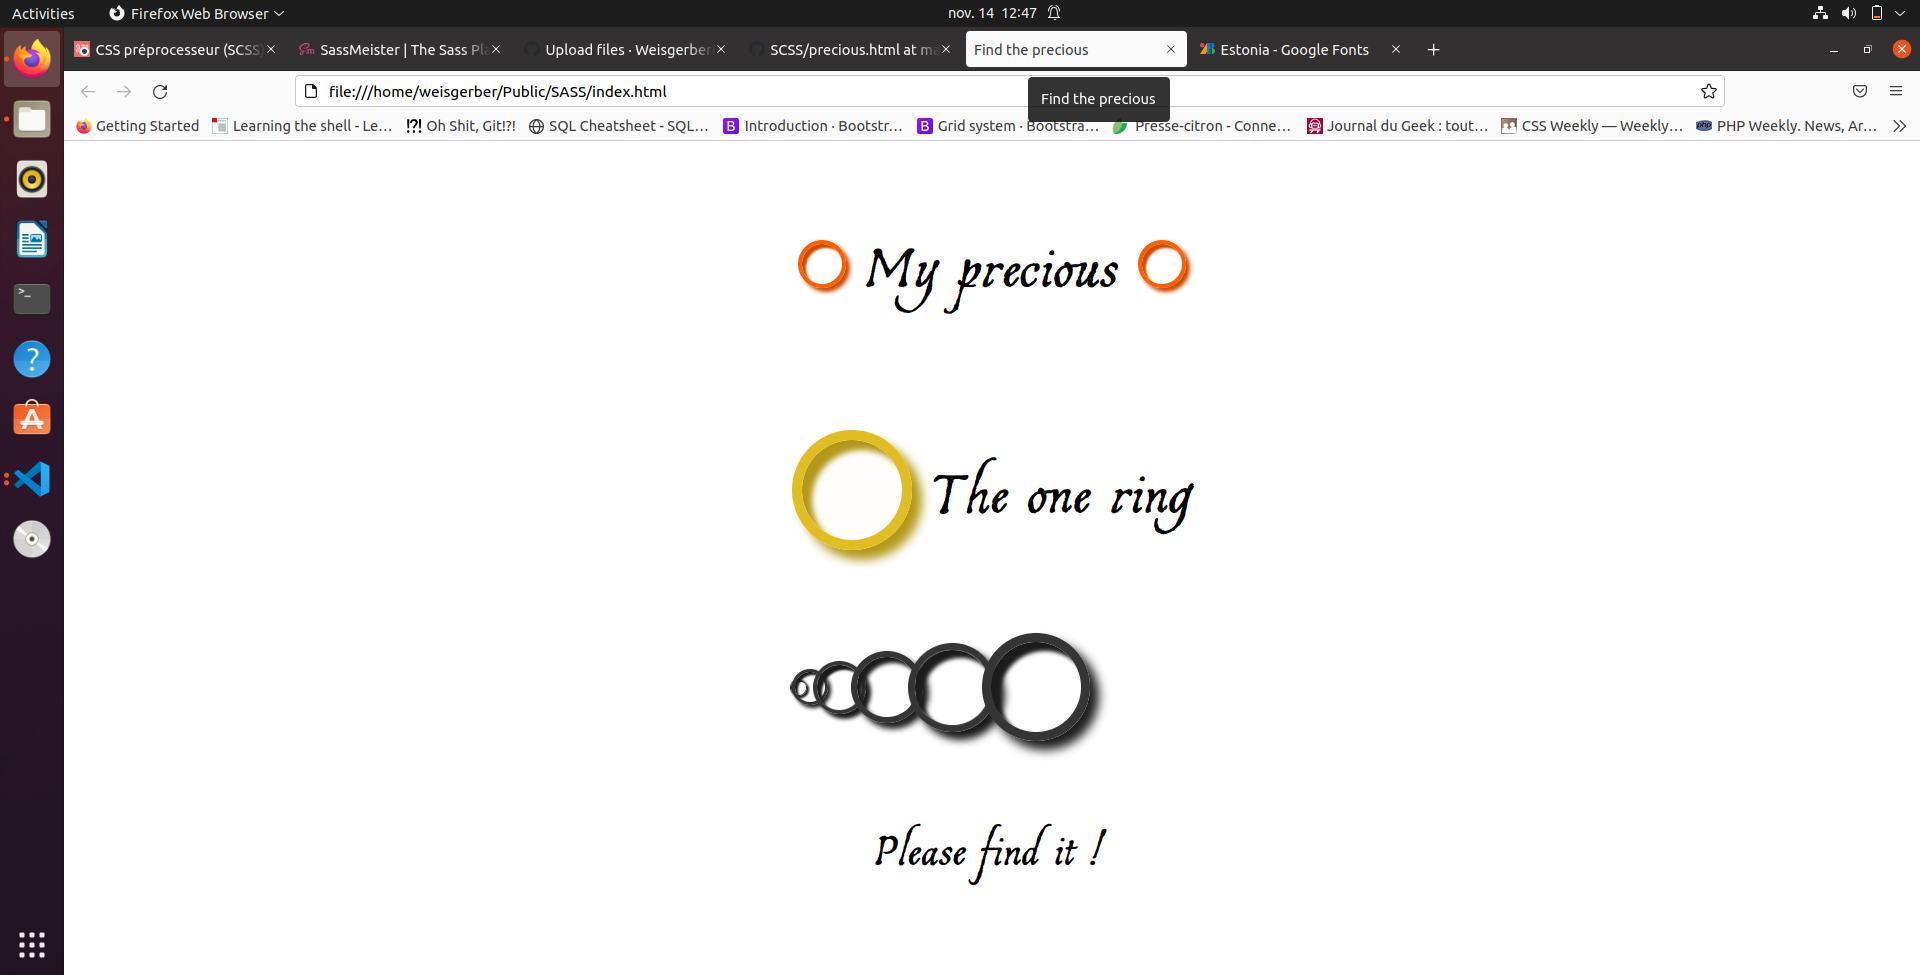 Activities Firefox Web Browser nov. 14 12:47
CSS préprocesseur (SCSS) SassMeister | The Sass Pla Upload files · Weisgerber SCSS/precious.html at ma Find the precious Estonia - Google Fonts
file:///home/weisgerber/Public/SASS/index.html
Find the precious
Getting Started Learning the shell - Le... Oh Shit, Git!?! SQL Cheatsheet - SQL... Introduction · Bootstr... Grid system · Bootstra... Presse-citron - Conne... Journal du Geek : tout... CSS Weekly — Weekly... PHP Weekly. News, Ar...
My precious
The one ring
Please find it !